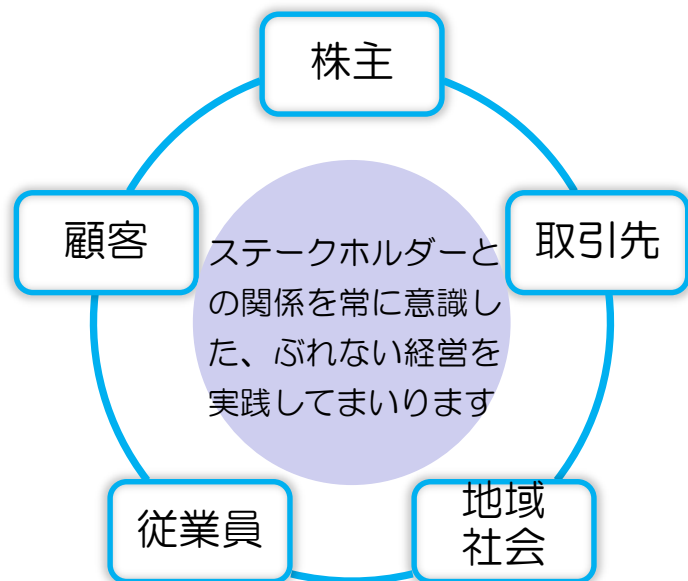 株主
顧客
取引先
ステークホルダーと
の関係を常に意識し
た、ぶれない経営を
実践してまいります
従業員
地域
社会